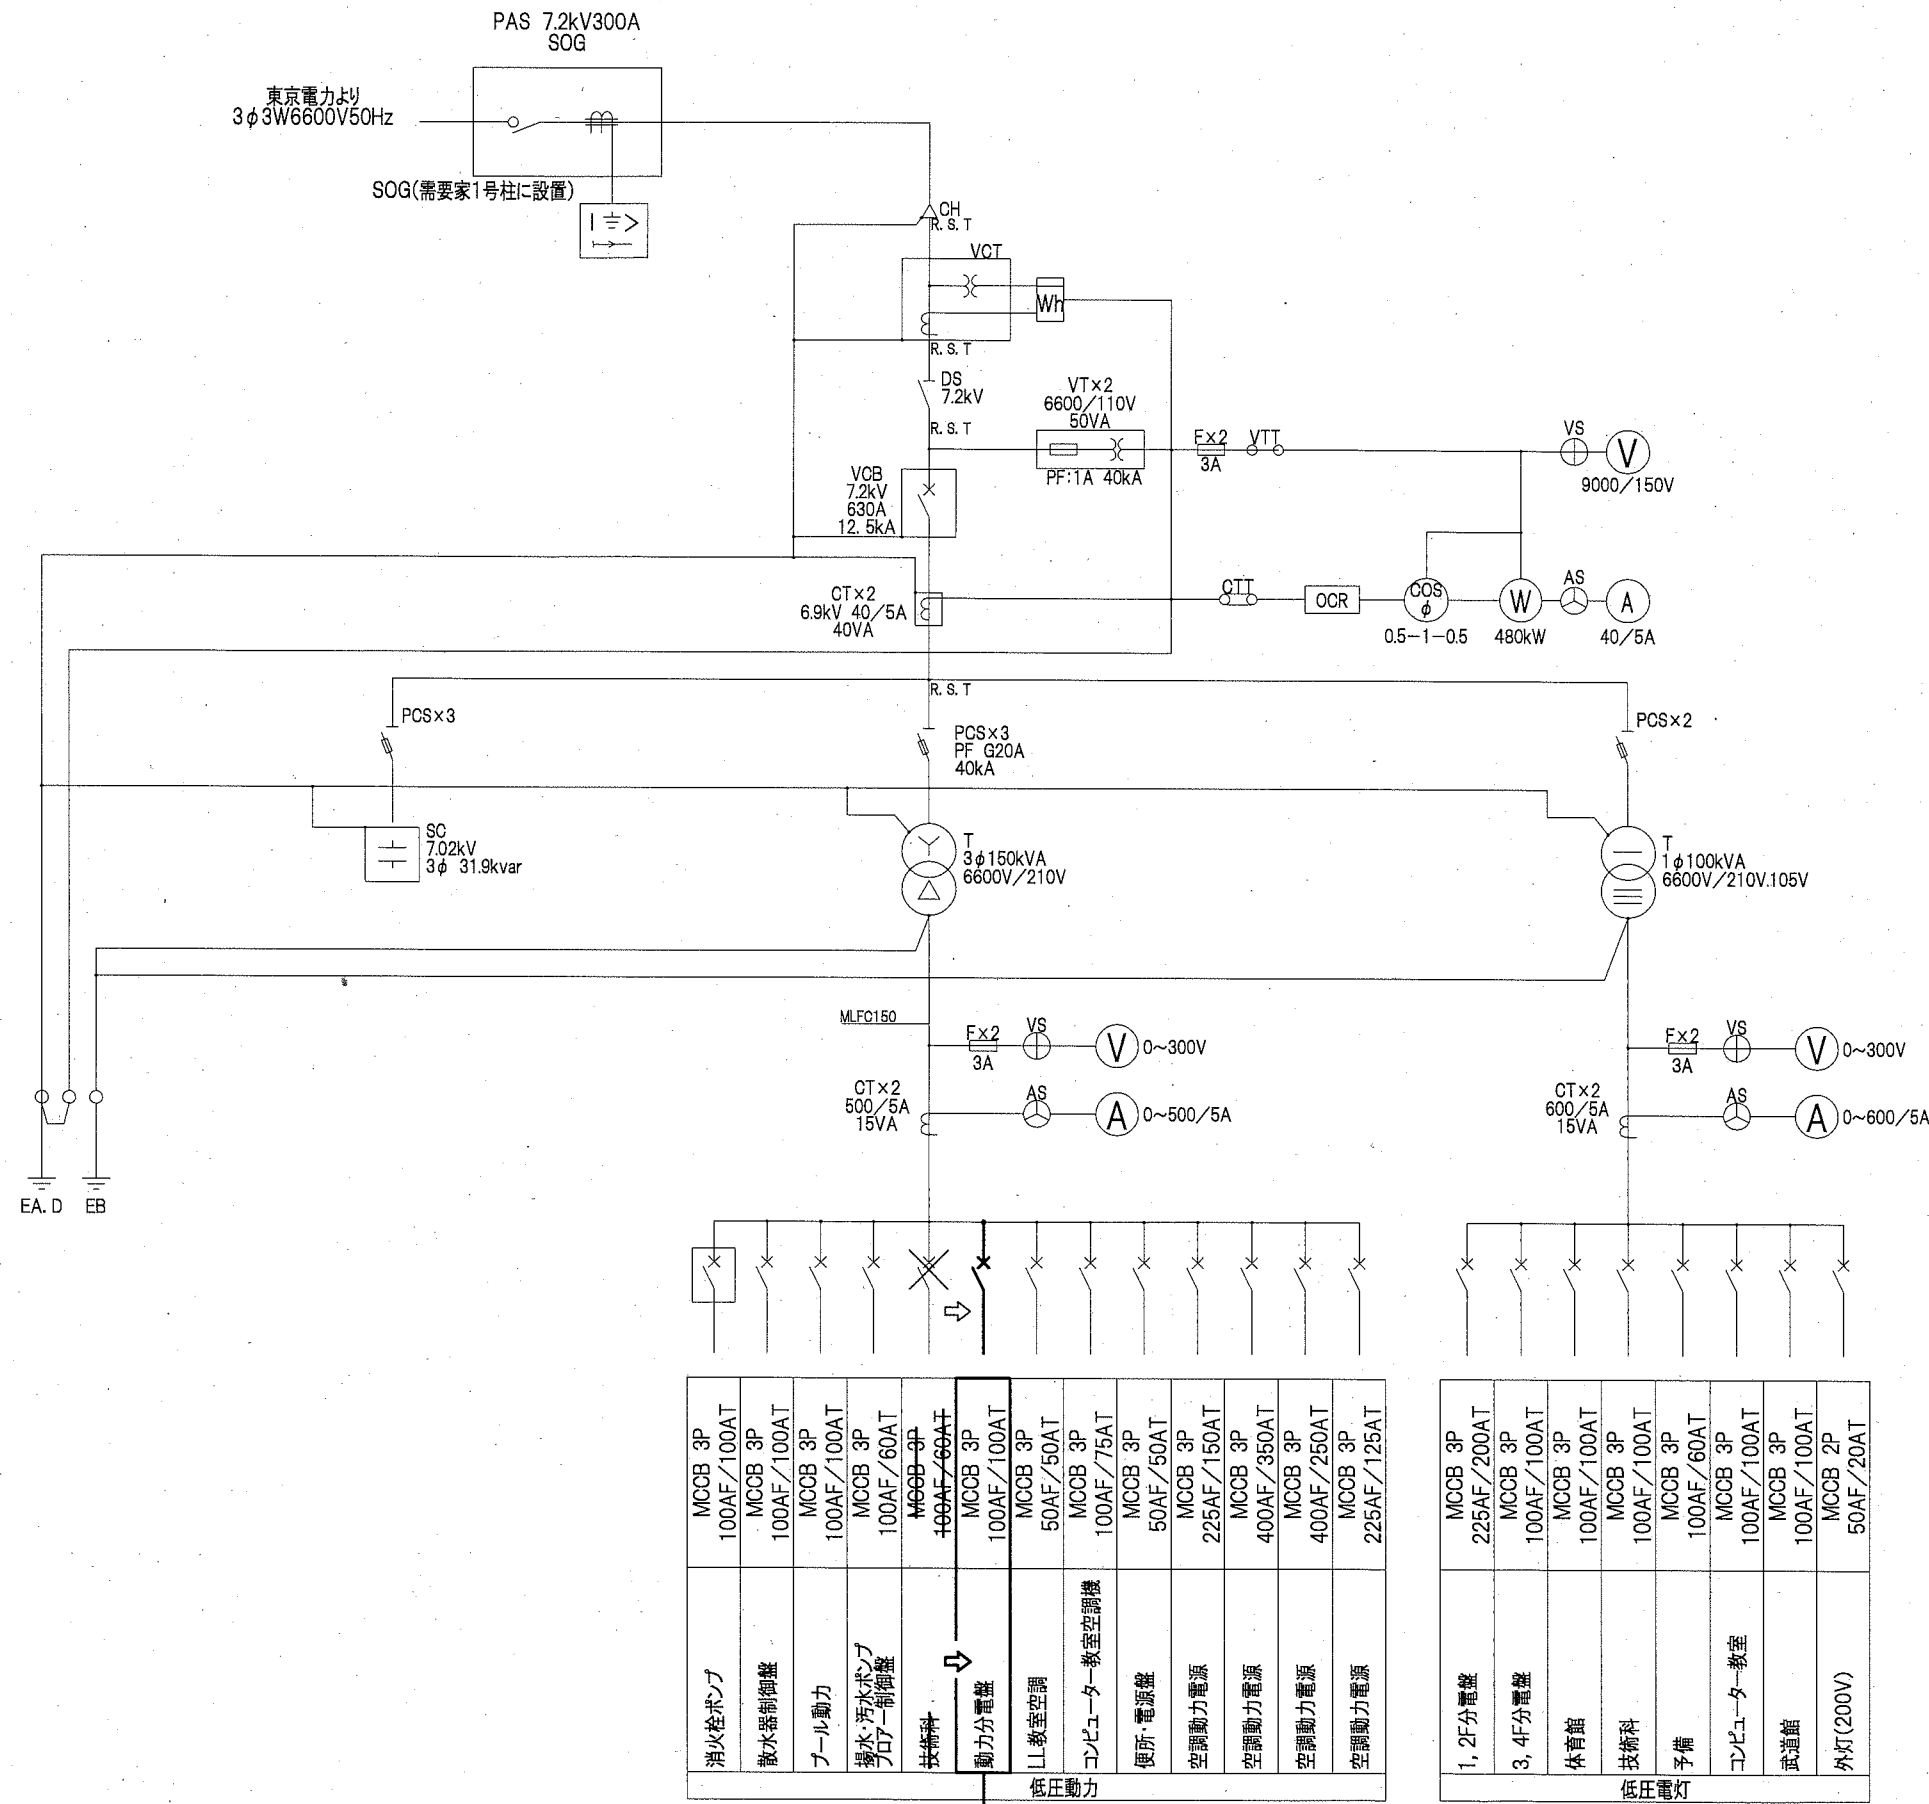 PAS 7.2kV300A
SOG
東京電力より
3φ3W6600V50Hz
SOG(需要家1号柱に設置)
I >
CH
R. S. T
VCT
Wh
R. S. T
DS
7.2kV
R. S. T
VT×2
6600/110V
50VA
PF:1A 40kA
F×2
3A
VTT
VS
V
9000/150V
VCB
7.2kV
630A
12.5kA
CT×2
6.9kV 40/5A
40VA
CTT
OCR
COS
φ
0.5-1-0.5
W
480kW
AS
A
40/5A
R. S. T
PCS×3
PCS×3
PF G20A
40kA
PCS×2
SC
7.02kV
3φ 31.9kvar
T
3φ150kVA
6600V/210V
T
1φ100kVA
6600V/210V.105V
MLFC150
F×2
3A
VS
V
0~300V
CT×2
500/5A
15VA
AS
A
0~500/5A
F×2
3A
VS
V
0~300V
CT×2
600/5A
15VA
AS
A
0~600/5A
EA. D
EB
MCCB 3P
100AF/100AT
消火栓ポンプ
MCCB 3P
100AF/100AT
散水器制御盤
MCCB 3P
100AF/100AT
プール動力
MCCB 3P
100AF/60AT
揚水・汚水ポンプ
ブロアー制御盤
MCCB 3P
100AF/60AT
技術科
MCCB 3P
100AF/100AT
動力分電盤
MCCB 3P
50AF/50AT
LL教室空調
MCCB 3P
100AF/75AT
コンピューター教室空調機
MCCB 3P
50AF/50AT
便所・電源盤
MCCB 3P
225AF/150AT
空調動力電源
MCCB 3P
400AF/350AT
空調動力電源
MCCB 3P
400AF/250AT
空調動力電源
MCCB 3P
225AF/125AT
空調動力電源
低圧動力
MCCB 3P
225AF/200AT
1, 2F分電盤
MCCB 3P
100AF/100AT
3, 4F分電盤
MCCB 3P
100AF/100AT
体育館
MCCB 3P
100AF/100AT
技術科
MCCB 3P
100AF/60AT
予備
MCCB 3P
100AF/100AT
コンピューター教室
MCCB 3P
100AF/100AT
武道館
MCCB 2P
50AF/20AT
外灯(200V)
低圧電灯